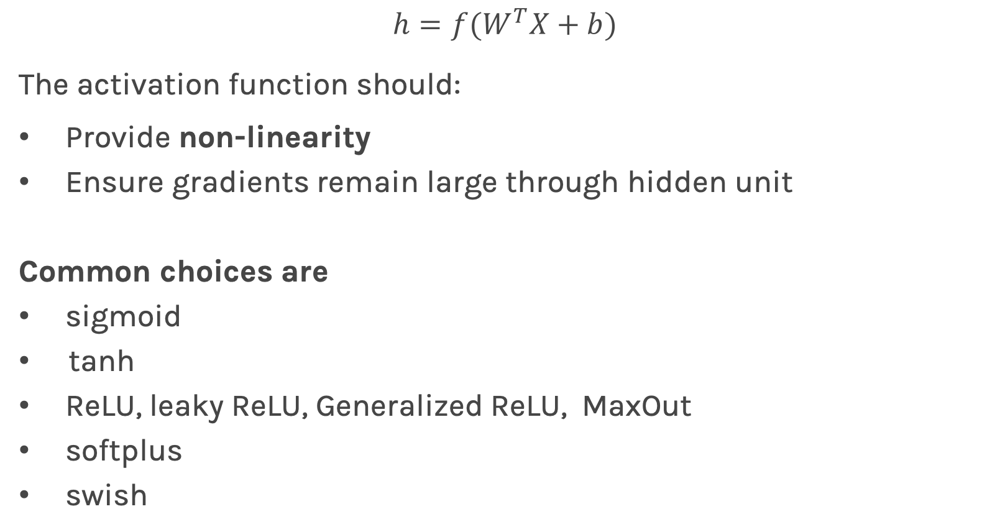 h = f(WᵀX + b)
The activation function should:
• Provide non-linearity
• Ensure gradients remain large through hidden unit
Common choices are
• sigmoid
• tanh
• ReLU, leaky ReLU, Generalized ReLU, MaxOut
• softplus
• swish